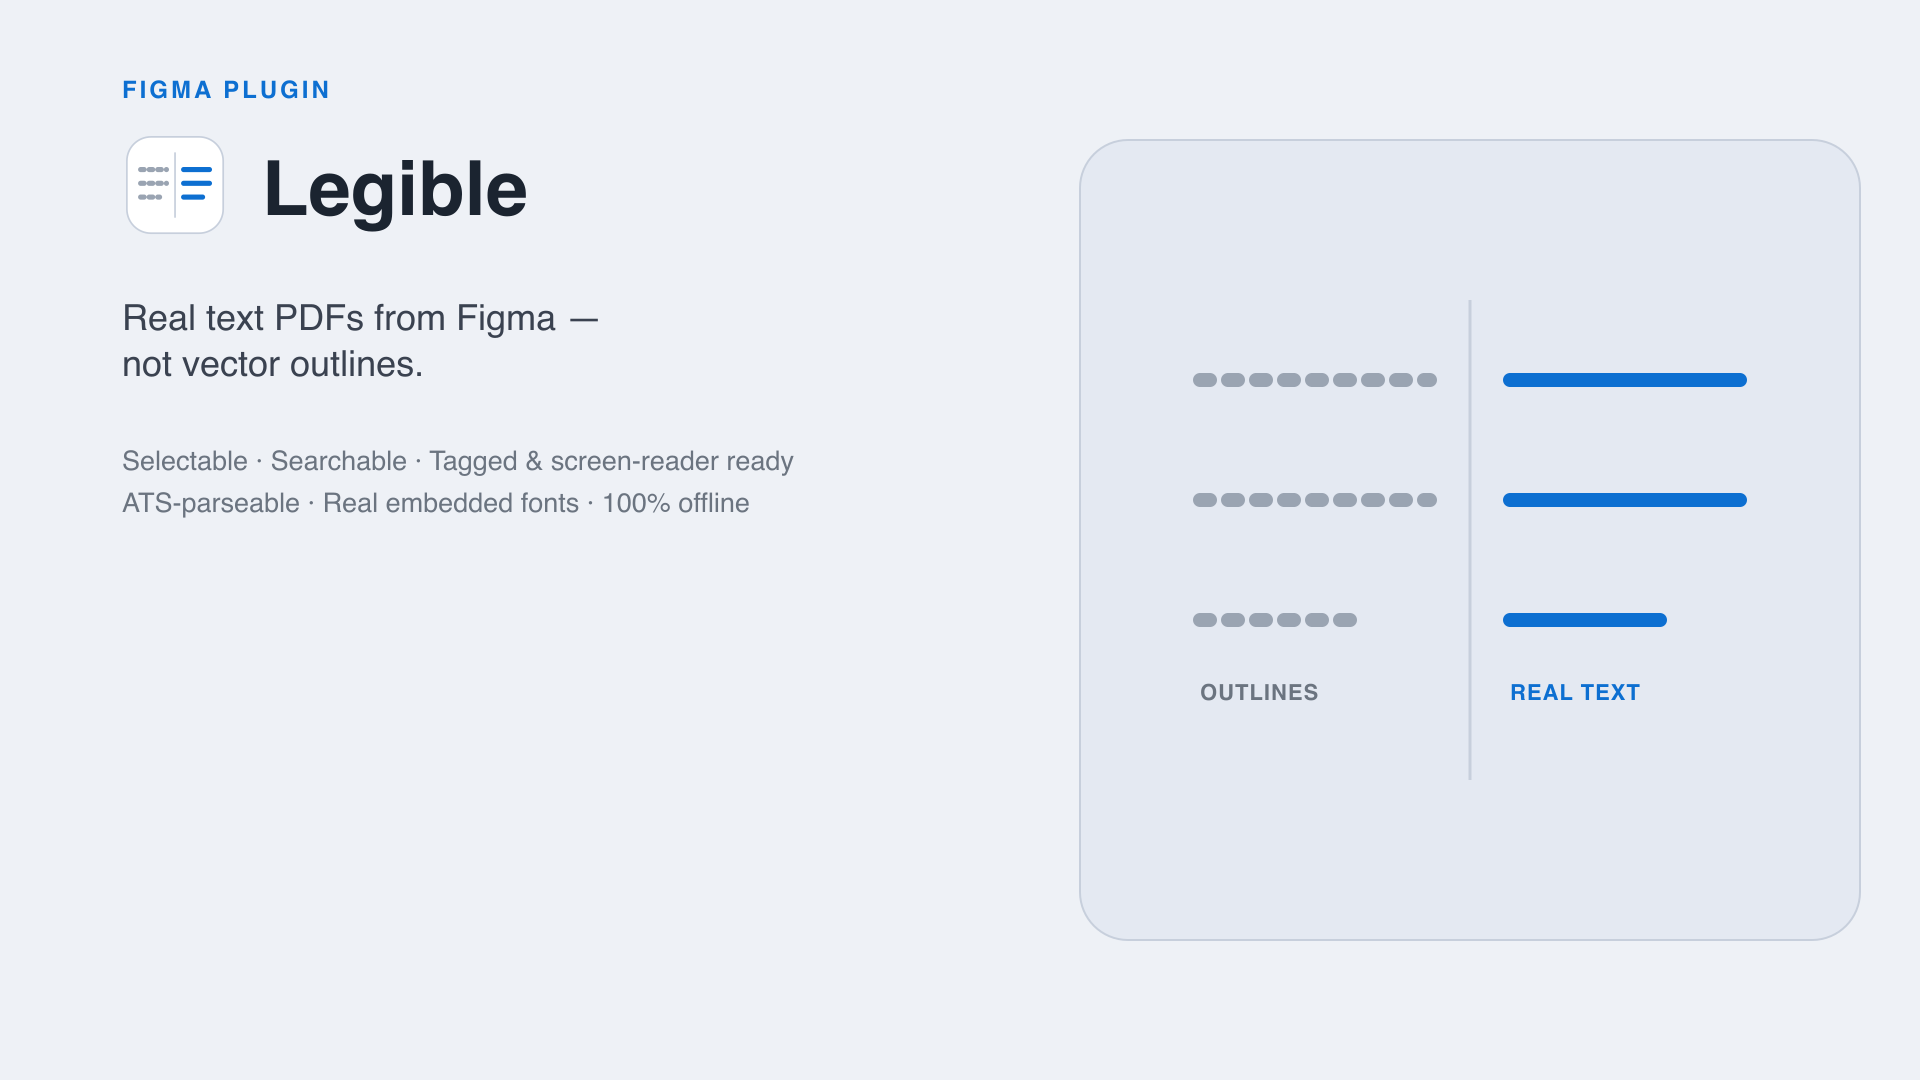 FIGMA PLUGIN
Legible
Real text PDFs from Figma —
not vector outlines.
Selectable · Searchable · Tagged & screen-reader ready
ATS-parseable · Real embedded fonts · 100% offline
OUTLINES
REAL TEXT